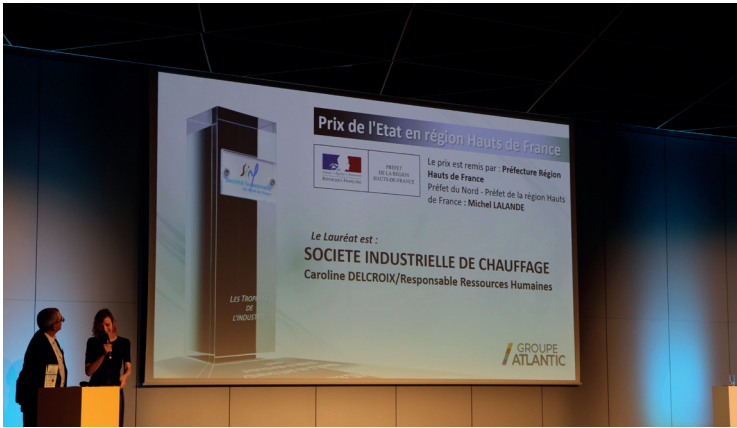 Prix de l'Etat en région Hauts de France
Le prix est remis par : Préfecture Région
Hauts de France
Préfet du Nord - Préfet de la région Hauts
de France : Michel LALANDE
PRÉFET
DE LA RÉGION
HAUTS-DE-FRANCE
Le Lauréat est :
SOCIETE INDUSTRIELLE DE CHAUFFAGE
Caroline DELCROIX/Responsable Ressources Humaines
LES
DE
GROUPE
ATLANTIC